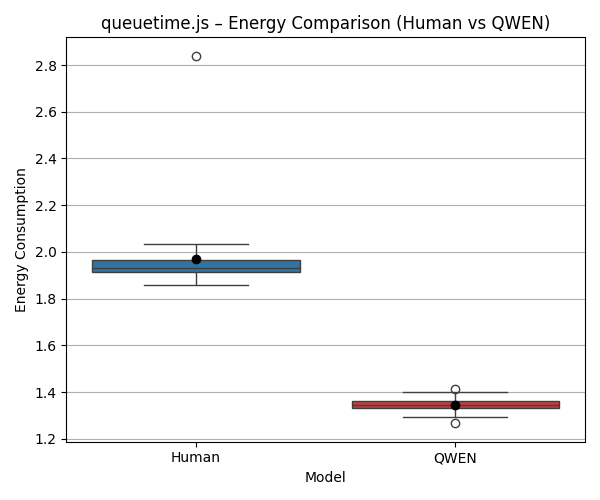 queuetime.js – Energy Comparison (Human vs QWEN)
Energy Consumption
2.8
2.6
2.4
2.2
2.0
1.8
1.6
1.4
1.2
Human QWEN
Model